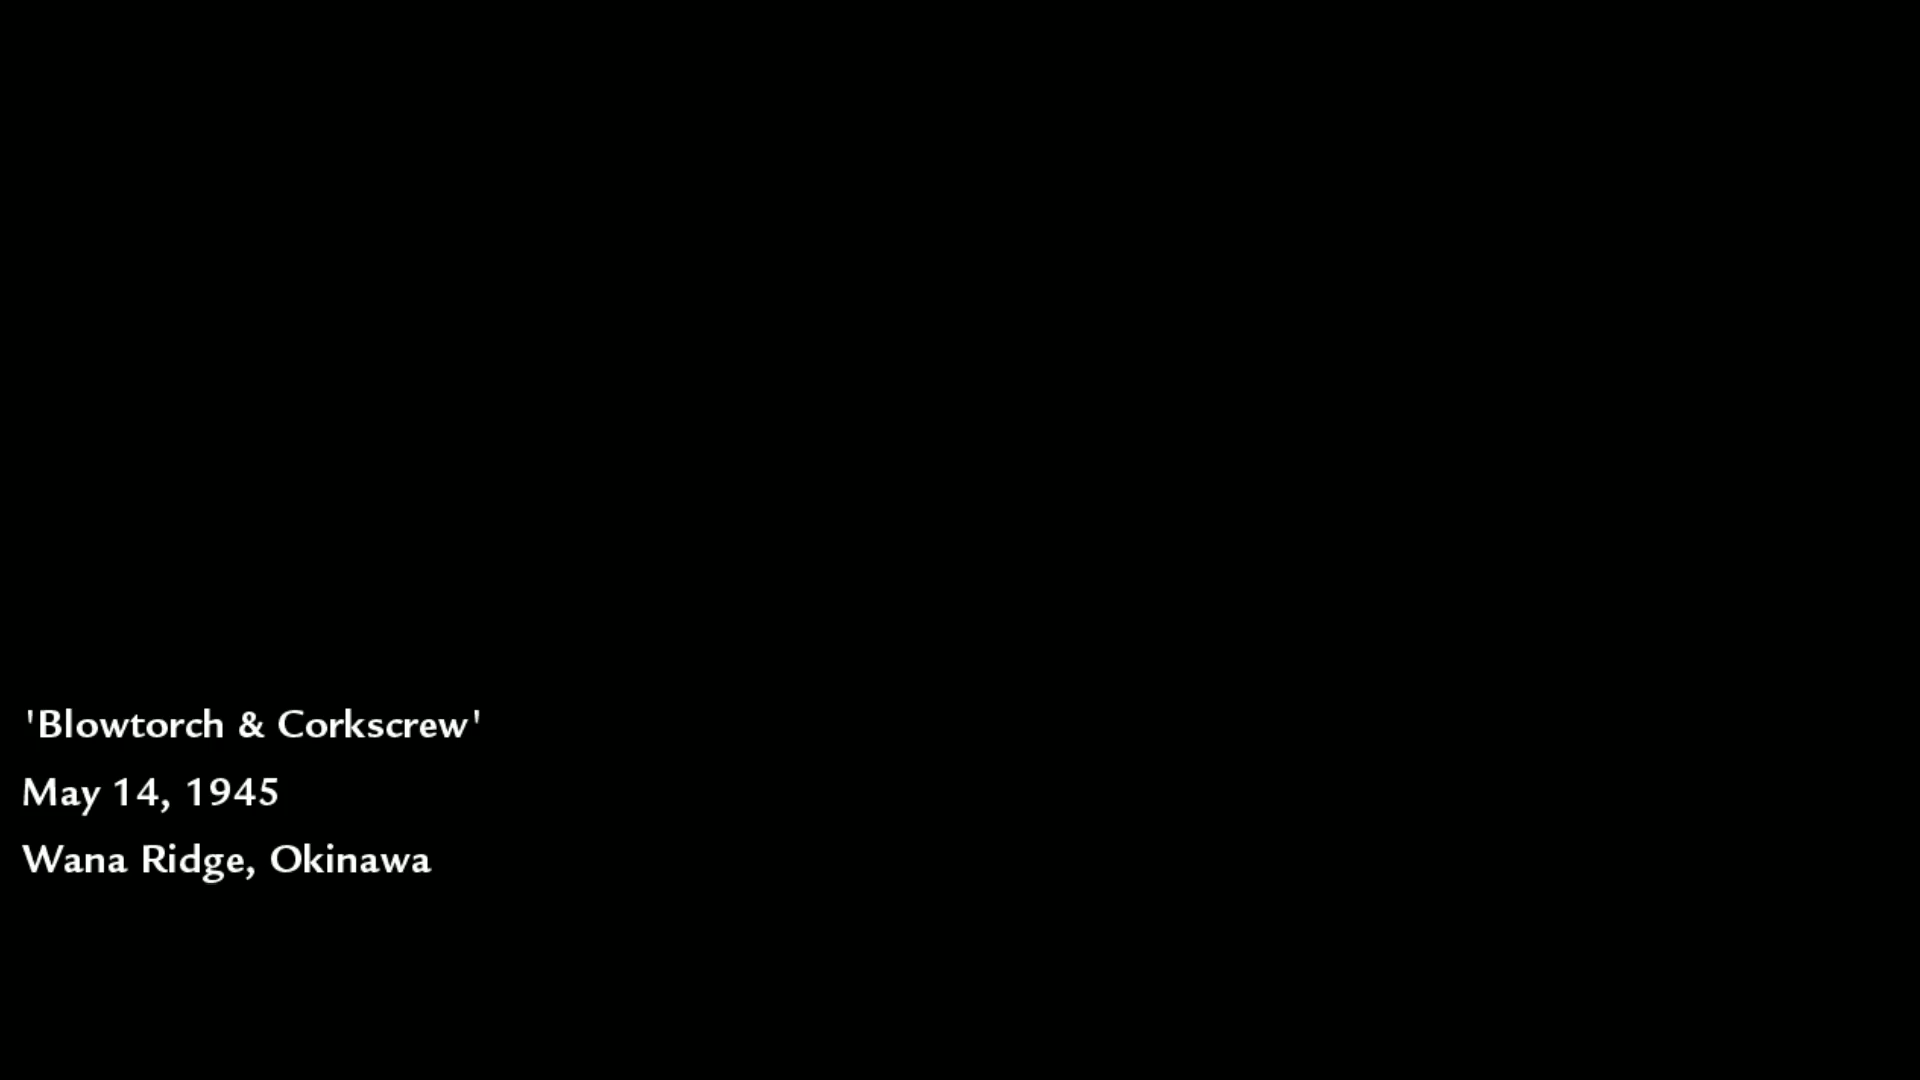 'Blowtorch & Corkscrew'
May 14, 1945
Wana Ridge, Okinawa